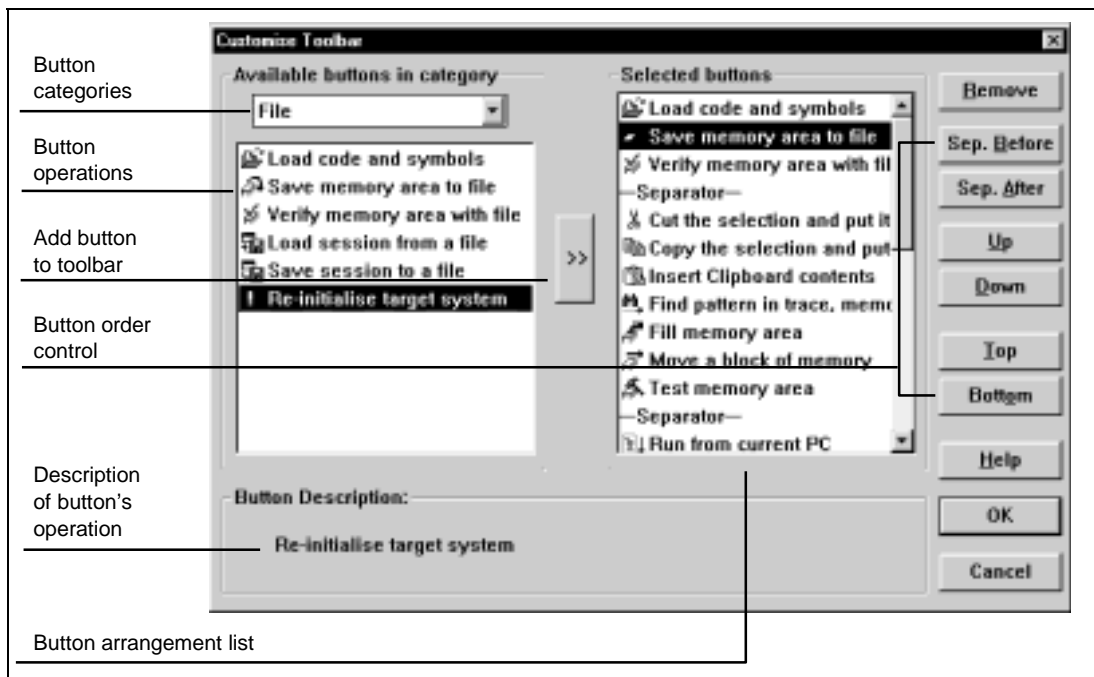 Customise Toolbar
Button
categories
Button
operations
Add button
to toolbar
Button order
control
Description
of button's
operation
Button arrangement list
Available buttons in category
File
Load code and symbols
Save memory area to file
Verify memory area with file
Load session from a file
Save session to a file
Re-initialise target system
>>
Selected buttons
Load code and symbols
Save memory area to file
Verify memory area with fil
—Separator—
Cut the selection and put it
Copy the selection and put
Insert Clipboard contents
Find pattern in trace, memo
Fill memory area
Move a block of memory
Test memory area
—Separator—
Run from current PC
Remove
Sep. Before
Sep. After
Up
Down
Top
Bottom
Help
OK
Cancel
Button Description:
Re-initialise target system